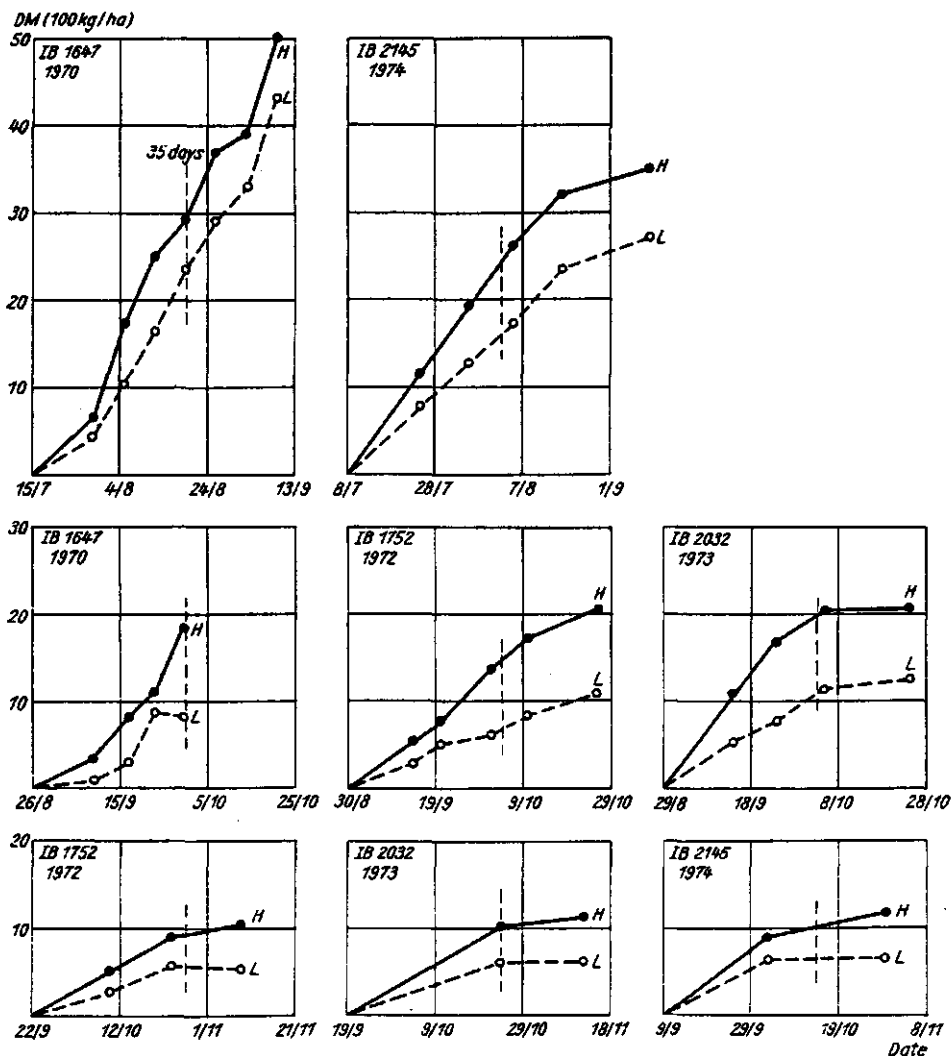 DM (100 kg/ha)
50
40
30
20
10
IB 1647
1970
H
L
35 days
15/7 4/8 24/8 13/9
IB 2145
1974
H
L
8/7 28/7 7/8 1/9
30
20
10
IB 1647
1970
H
L
26/8 15/9 5/10 25/10
IB 1752
1972
H
L
30/8 19/9 9/10 29/10
IB 2032
1973
H
L
29/8 18/9 8/10 28/10
20
10
IB 1752
1972
H
L
22/9 12/10 1/11 21/11
IB 2032
1973
H
L
19/9 9/10 29/10 18/11
IB 2145
1974
H
L
9/9 29/9 19/10 8/11
Date